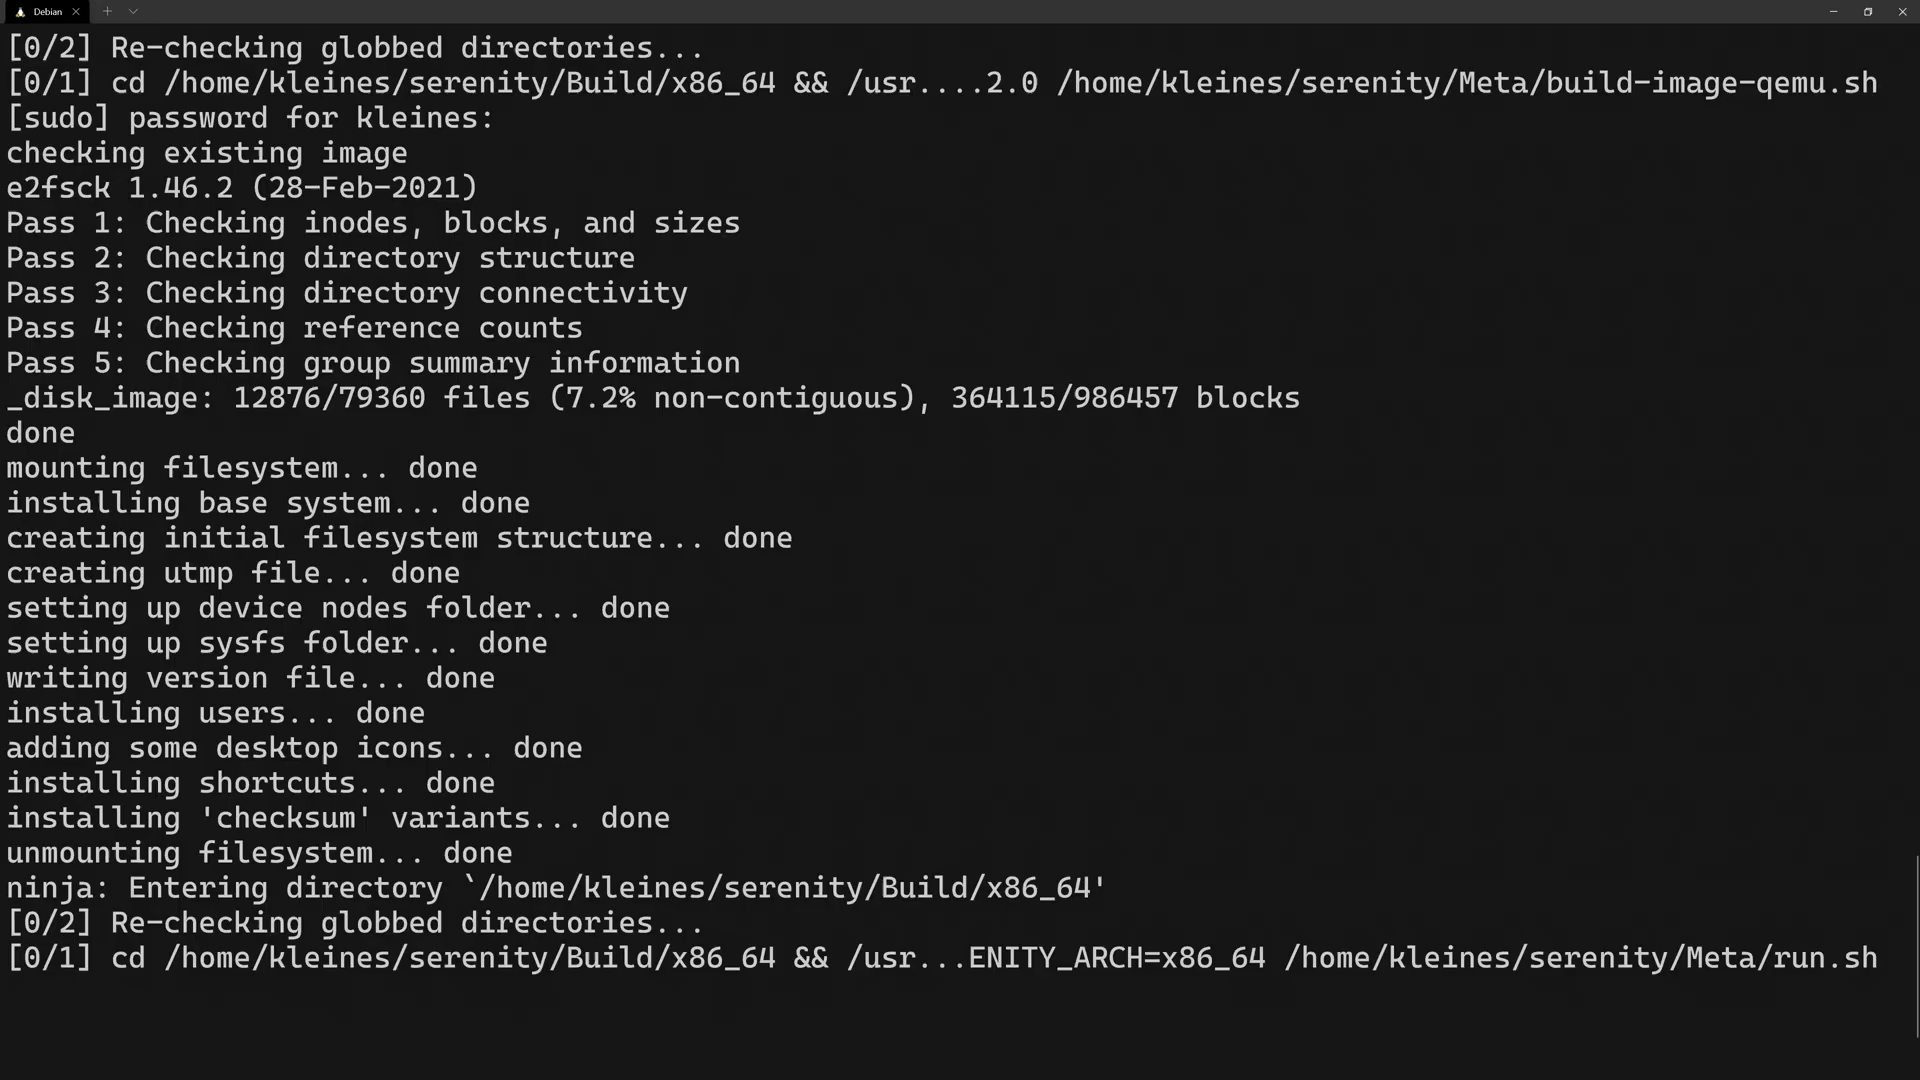 Debian
[0/2] Re-checking globbed directories...
[0/1] cd /home/kleines/serenity/Build/x86_64 && /usr....2.0 /home/kleines/serenity/Meta/build-image-qemu.sh
[sudo] password for kleines:
checking existing image
e2fsck 1.46.2 (28-Feb-2021)
Pass 1: Checking inodes, blocks, and sizes
Pass 2: Checking directory structure
Pass 3: Checking directory connectivity
Pass 4: Checking reference counts
Pass 5: Checking group summary information
_disk_image: 12876/79360 files (7.2% non-contiguous), 364115/986457 blocks
done
mounting filesystem... done
installing base system... done
creating initial filesystem structure... done
creating utmp file... done
setting up device nodes folder... done
setting up sysfs folder... done
writing version file... done
installing users... done
adding some desktop icons... done
installing shortcuts... done
installing 'checksum' variants... done
unmounting filesystem... done
ninja: Entering directory `/home/kleines/serenity/Build/x86_64'
[0/2] Re-checking globbed directories...
[0/1] cd /home/kleines/serenity/Build/x86_64 && /usr...ENITY_ARCH=x86_64 /home/kleines/serenity/Meta/run.sh